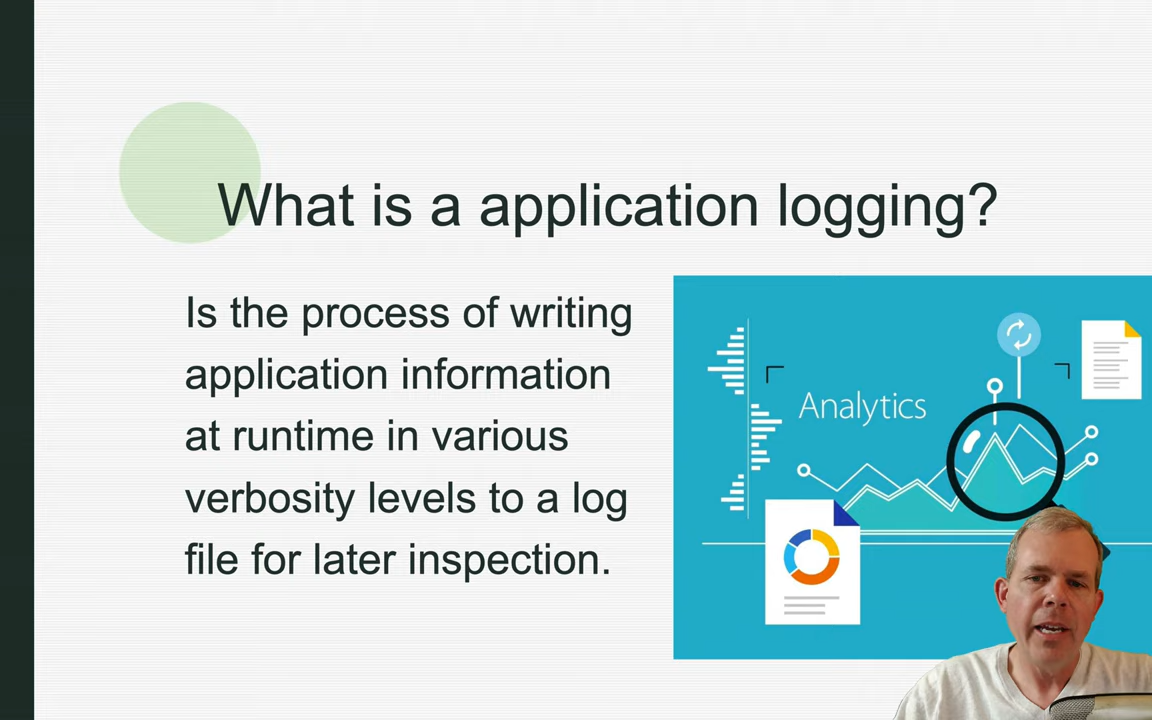 What is a application logging?
Is the process of writing
application information
at runtime in various
verbosity levels to a log
file for later inspection.
Analytics